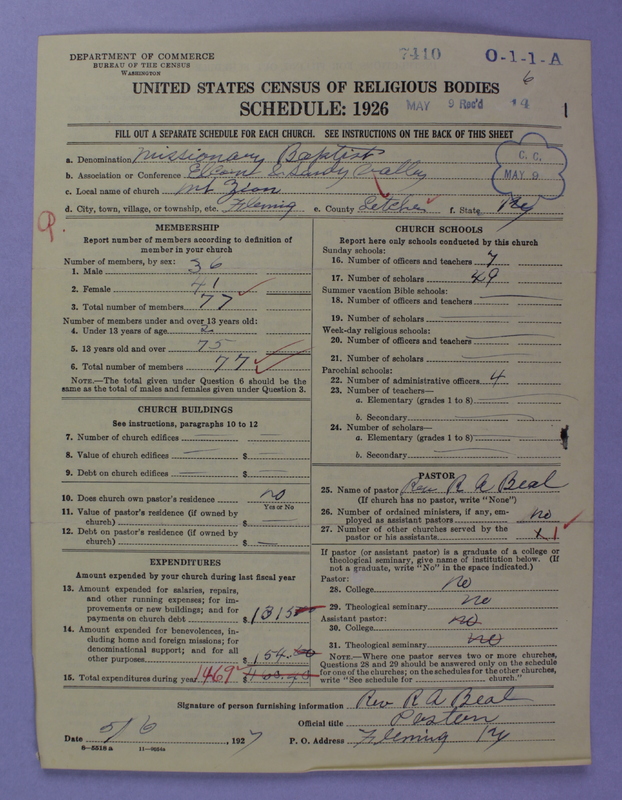 DEPARTMENT OF COMMERCE
BUREAU OF THE CENSUS
WASHINGTON
7410
O-1-1-A
6
UNITED STATES CENSUS OF RELIGIOUS BODIES
SCHEDULE: 1926
MAY 9 Rec'd 14
FILL OUT A SEPARATE SCHEDULE FOR EACH CHURCH. SEE INSTRUCTIONS ON THE BACK OF THIS SHEET
a. Denomination Missionary Baptist
b. Association or Conference & Sandy Valley
C. C.
MAY 9
c. Local name of church Mt Zion
d. City, town, village, or township, etc. Fleming e. County Letcher f. State Ky
MEMBERSHIP
Report number of members according to definition of
member in your church
Number of members, by sex:
1. Male 36
2. Female 41
3. Total number of members 77
Number of members under and over 13 years old:
4. Under 13 years of age 2
5. 13 years old and over 75
6. Total number of members 77
NOTE.—The total given under Question 6 should be the
same as the total of males and females given under Question 3.
CHURCH BUILDINGS
See instructions, paragraphs 10 to 12
7. Number of church edifices
8. Value of church edifices $
9. Debt on church edifices $
10. Does church own pastor's residence no
Yes or No
11. Value of pastor's residence (if owned by
church) $
12. Debt on pastor's residence (if owned by
church) $
EXPENDITURES
Amount expended by your church during last fiscal year
13. Amount expended for salaries, repairs,
and other running expenses; for im-
provements or new buildings; and for
payments on church debt $ 1315
14. Amount expended for benevolences, in-
cluding home and foreign missions; for
denominational support; and for all
other purposes $ 154.
15. Total expenditures during year 1469 $
CHURCH SCHOOLS
Report here only schools conducted by this church
Sunday schools:
16. Number of officers and teachers 7
17. Number of scholars 49
Summer vacation Bible schools:
18. Number of officers and teachers
19. Number of scholars
Week-day religious schools:
20. Number of officers and teachers
21. Number of scholars
Parochial schools:
22. Number of administrative officers 4
23. Number of teachers—
a. Elementary (grades 1 to 8)
b. Secondary
24. Number of scholars—
a. Elementary (grades 1 to 8)
b. Secondary
PASTOR
25. Name of pastor Rev R A Beal
(If church has no pastor, write "None")
26. Number of ordained ministers, if any, em-
ployed as assistant pastors no
27. Number of other churches served by the
pastor or his assistants 1
If pastor (or assistant pastor) is a graduate of a college or
theological seminary, give name of institution below. (If
not a graduate, write "No" in the space indicated.)
Pastor:
28. College no
29. Theological seminary no
Assistant pastor:
30. College no
31. Theological seminary no
NOTE.—Where one pastor serves two or more churches,
Questions 28 and 29 should be answered only on the schedule
for one of the churches; on the schedules for the other churches,
write "See schedule for church."
Signature of person furnishing information Rev R A Beal
Official title Pastor
Date 5/6, 1927 P. O. Address Fleming Ky
8-5518 a